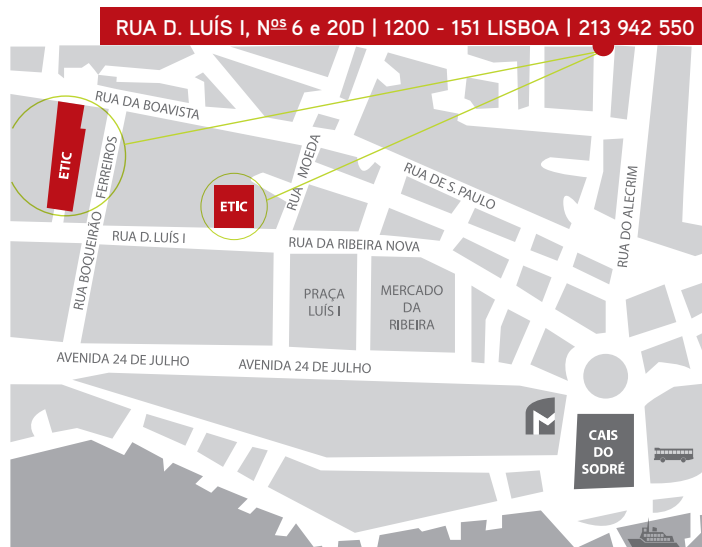 RUA D. LUÍS I, Nºˢ 6 e 20D | 1200 - 151 LISBOA | 213 942 550
RUA DA BOAVISTA
ETIC
RUA BOQUEIRÃO FERREIROS
RUA MOEDA
RUA DE S. PAULO
RUA DO ALECRIM
ETIC
RUA D. LUÍS I
RUA DA RIBEIRA NOVA
PRAÇA
LUÍS I
MERCADO
DA
RIBEIRA
AVENIDA 24 DE JULHO
AVENIDA 24 DE JULHO
CAIS
DO
SODRÉ